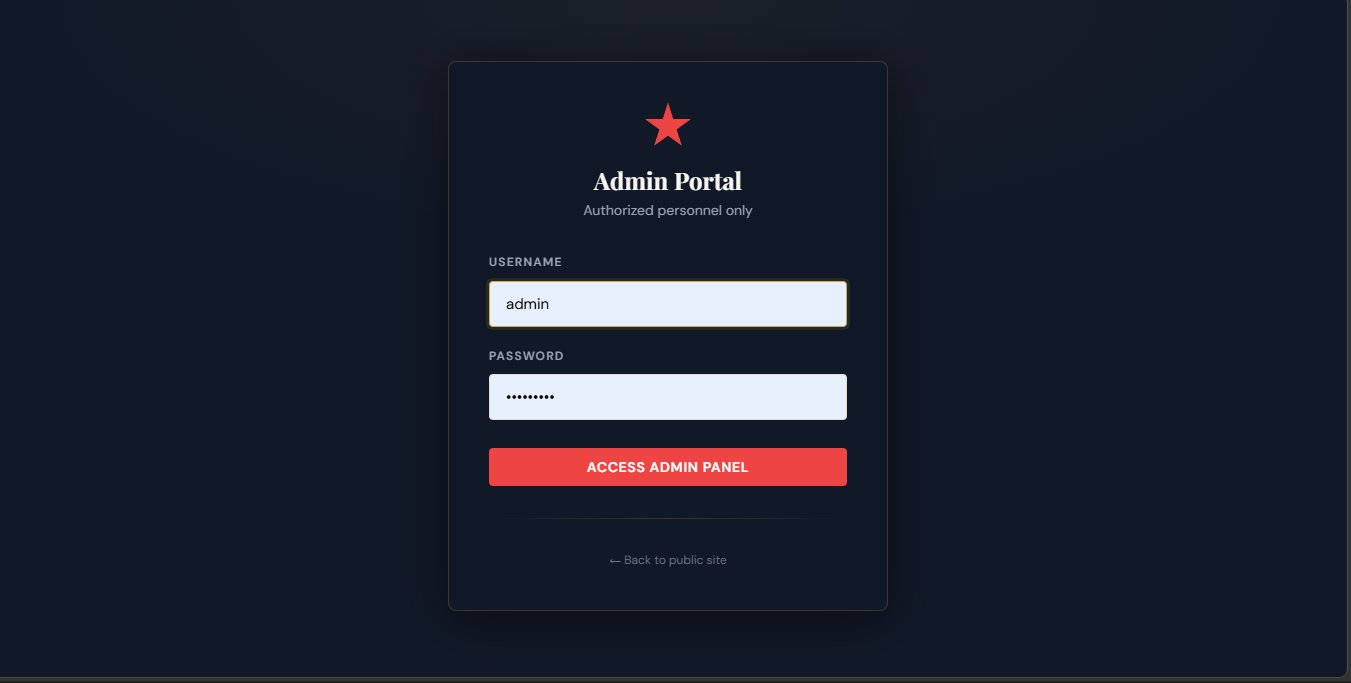 Admin Portal
Authorized personnel only
USERNAME
admin
PASSWORD
•••••••••
ACCESS ADMIN PANEL
← Back to public site